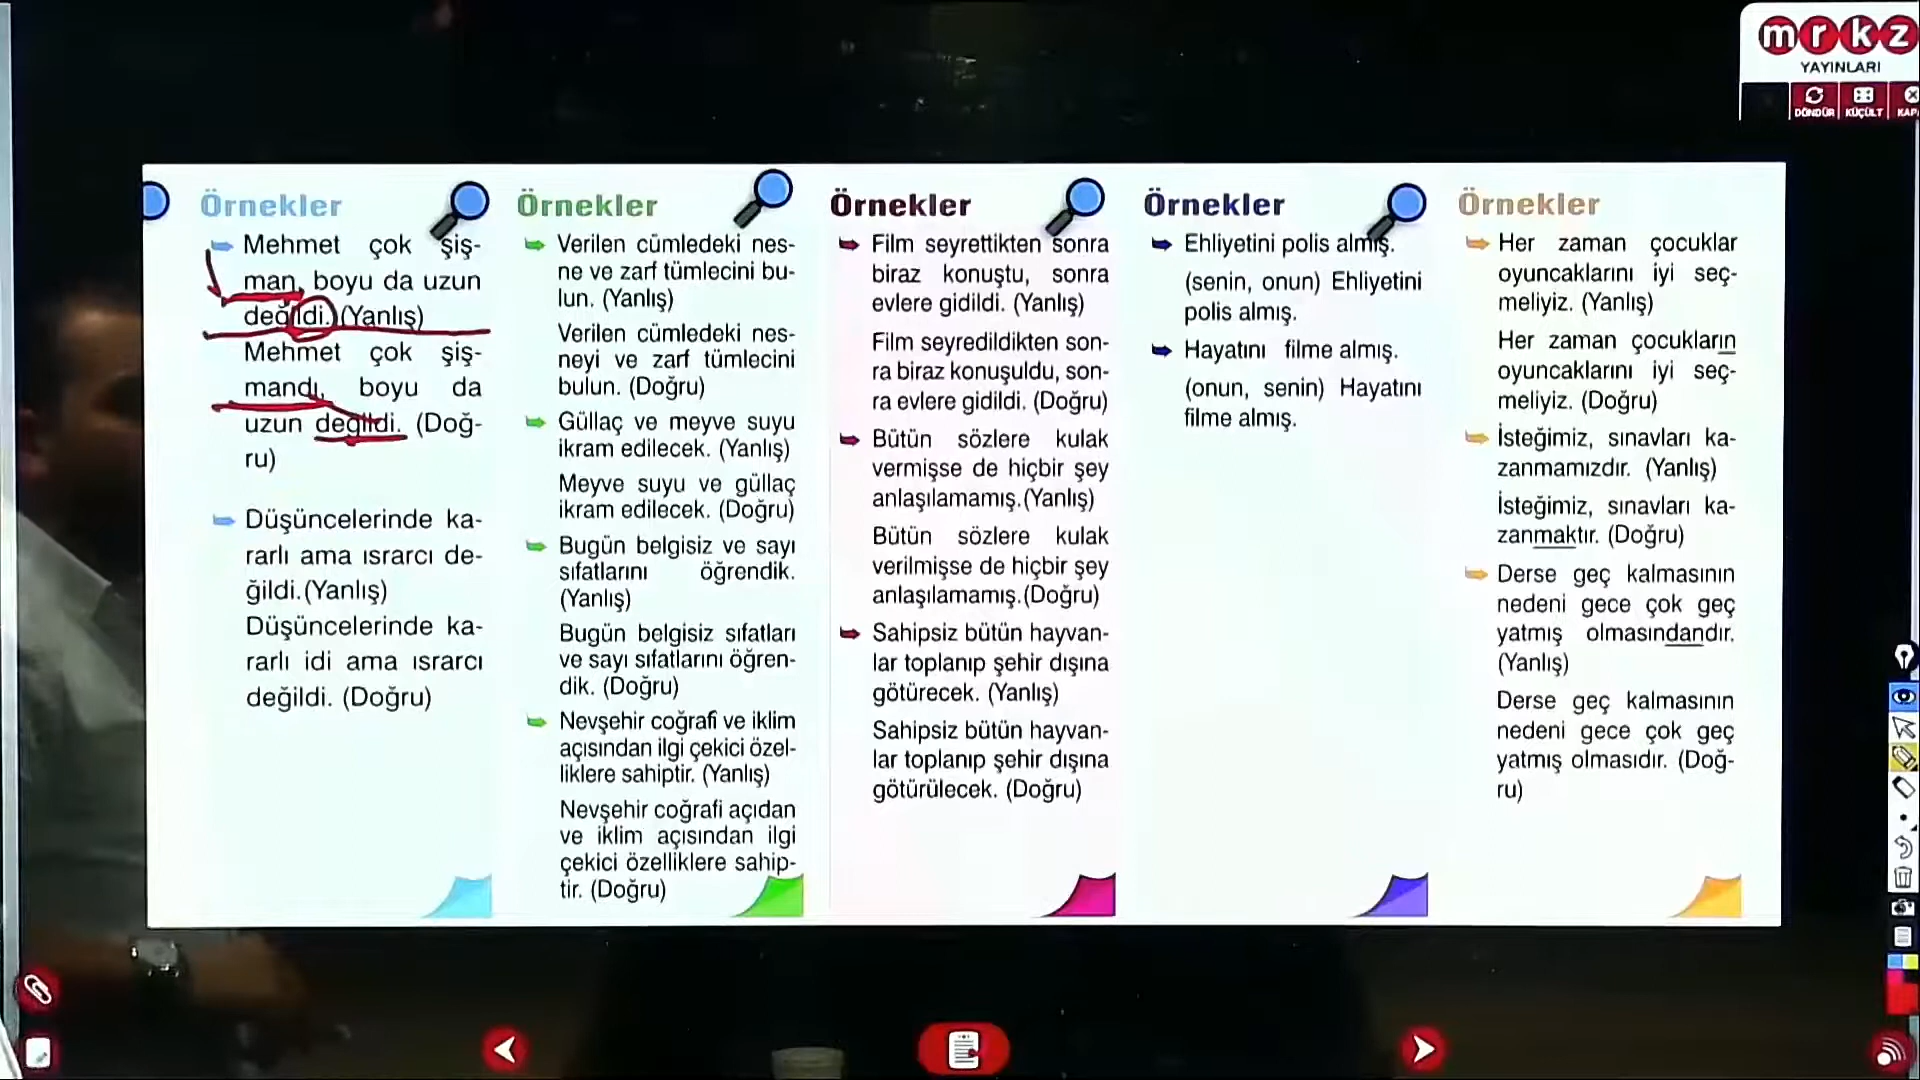 mrkz
YAYINLARI
DÖNDÜR KÜÇÜLT KAP
Örnekler
Mehmet çok şiş-
man, boyu da uzun
değildi. (Yanlış)
Mehmet çok şiş-
mandı, boyu da
uzun değildi. (Doğ-
ru)
Düşüncelerinde ka-
rarlı ama ısrarcı de-
ğildi.(Yanlış)
Düşüncelerinde ka-
rarlı idi ama ısrarcı
değildi. (Doğru)
Örnekler
Verilen cümledeki nes-
ne ve zarf tümlecini bu-
lun. (Yanlış)
Verilen cümledeki nes-
neyi ve zarf tümlecini
bulun. (Doğru)
Güllaç ve meyve suyu
ikram edilecek. (Yanlış)
Meyve suyu ve güllaç
ikram edilecek. (Doğru)
Bugün belgisiz ve sayı
sıfatlarını öğrendik.
(Yanlış)
Bugün belgisiz sıfatları
ve sayı sıfatlarını öğren-
dik. (Doğru)
Nevşehir coğrafi ve iklim
açısından ilgi çekici özel-
liklere sahiptir. (Yanlış)
Nevşehir coğrafi açıdan
ve iklim açısından ilgi
çekici özelliklere sahip-
tir. (Doğru)
Örnekler
Film seyrettikten sonra
biraz konuştu, sonra
evlere gidildi. (Yanlış)
Film seyredildikten son-
ra biraz konuşuldu, son-
ra evlere gidildi. (Doğru)
Bütün sözlere kulak
vermişse de hiçbir şey
anlaşılamamış.(Yanlış)
Bütün sözlere kulak
verilmişse de hiçbir şey
anlaşılamamış.(Doğru)
Sahipsiz bütün hayvan-
lar toplanıp şehir dışına
götürecek. (Yanlış)
Sahipsiz bütün hayvan-
lar toplanıp şehir dışına
götürülecek. (Doğru)
Örnekler
Ehliyetini polis almış.
(senin, onun) Ehliyetini
polis almış.
Hayatını filme almış.
(onun, senin) Hayatını
filme almış.
Örnekler
Her zaman çocuklar
oyuncaklarını iyi seç-
meliyiz. (Yanlış)
Her zaman çocukların
oyuncaklarını iyi seç-
meliyiz. (Doğru)
İsteğimiz, sınavları ka-
zanmamızdır. (Yanlış)
İsteğimiz, sınavları ka-
zanmaktır. (Doğru)
Derse geç kalmasının
nedeni gece çok geç
yatmış olmasındandır.
(Yanlış)
Derse geç kalmasının
nedeni gece çok geç
yatmış olmasıdır. (Doğ-
ru)